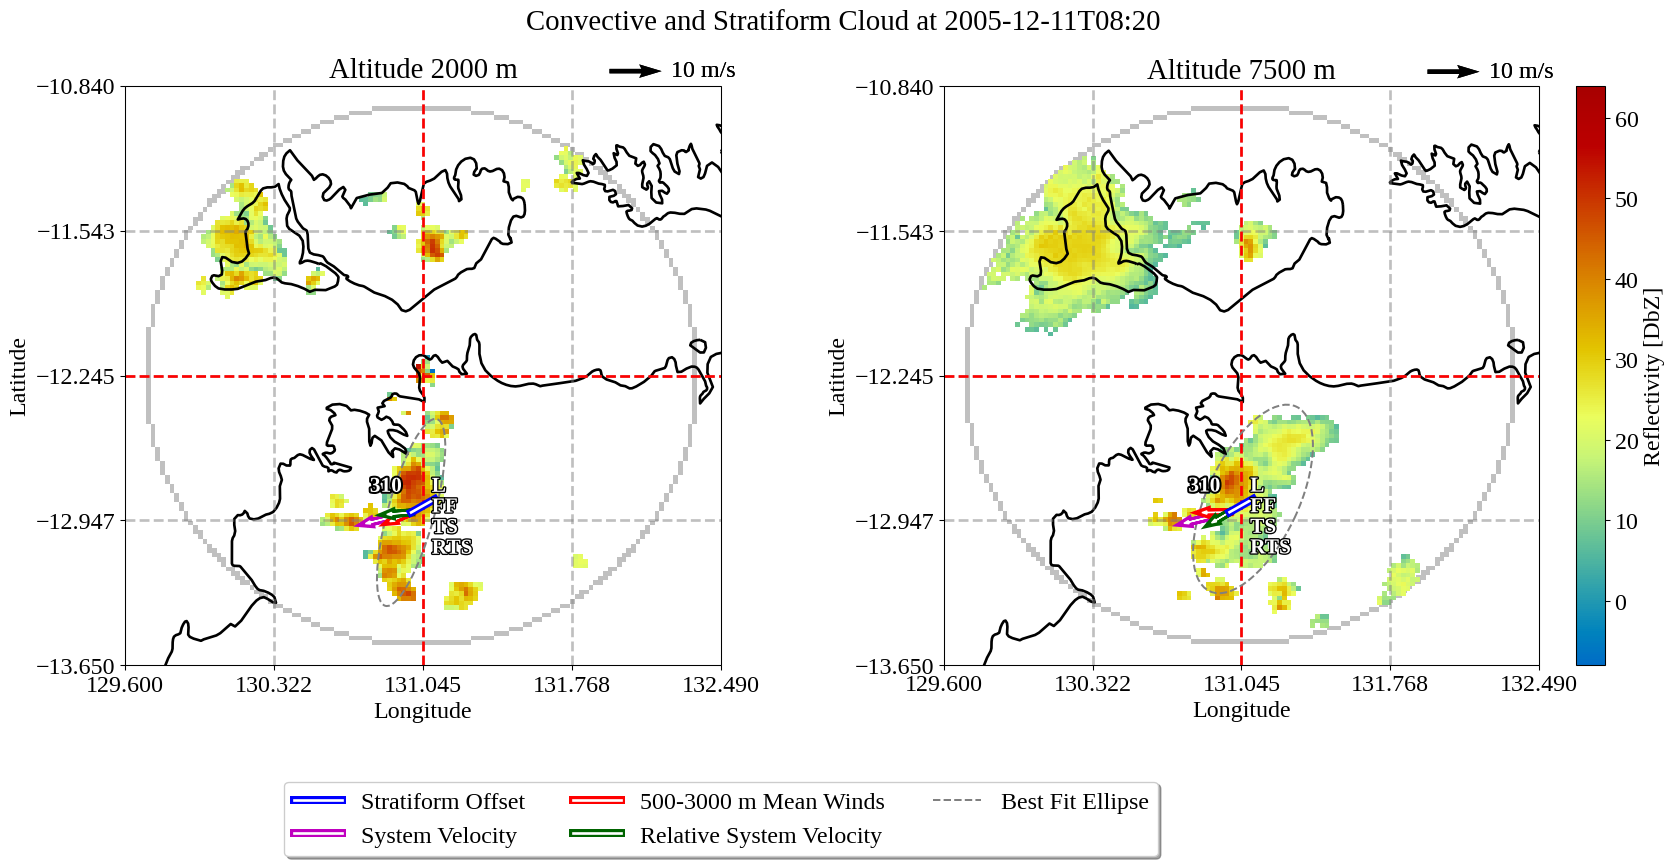 Convective and Stratiform Cloud at 2005-12-11T08:20
Altitude 2000 m
10 m/s
−10.840
−11.543
−12.245
−12.947
−13.650
Latitude
310
L
FF
TS
RTS
129.600
130.322
131.045
131.768
132.490
Longitude
Altitude 7500 m
10 m/s
−10.840
−11.543
−12.245
−12.947
−13.650
Latitude
310
L
FF
TS
RTS
129.600
130.322
131.045
131.768
132.490
Longitude
60
50
40
30
20
10
0
Reflectivity [DbZ]
Stratiform Offset
500-3000 m Mean Winds
Best Fit Ellipse
System Velocity
Relative System Velocity